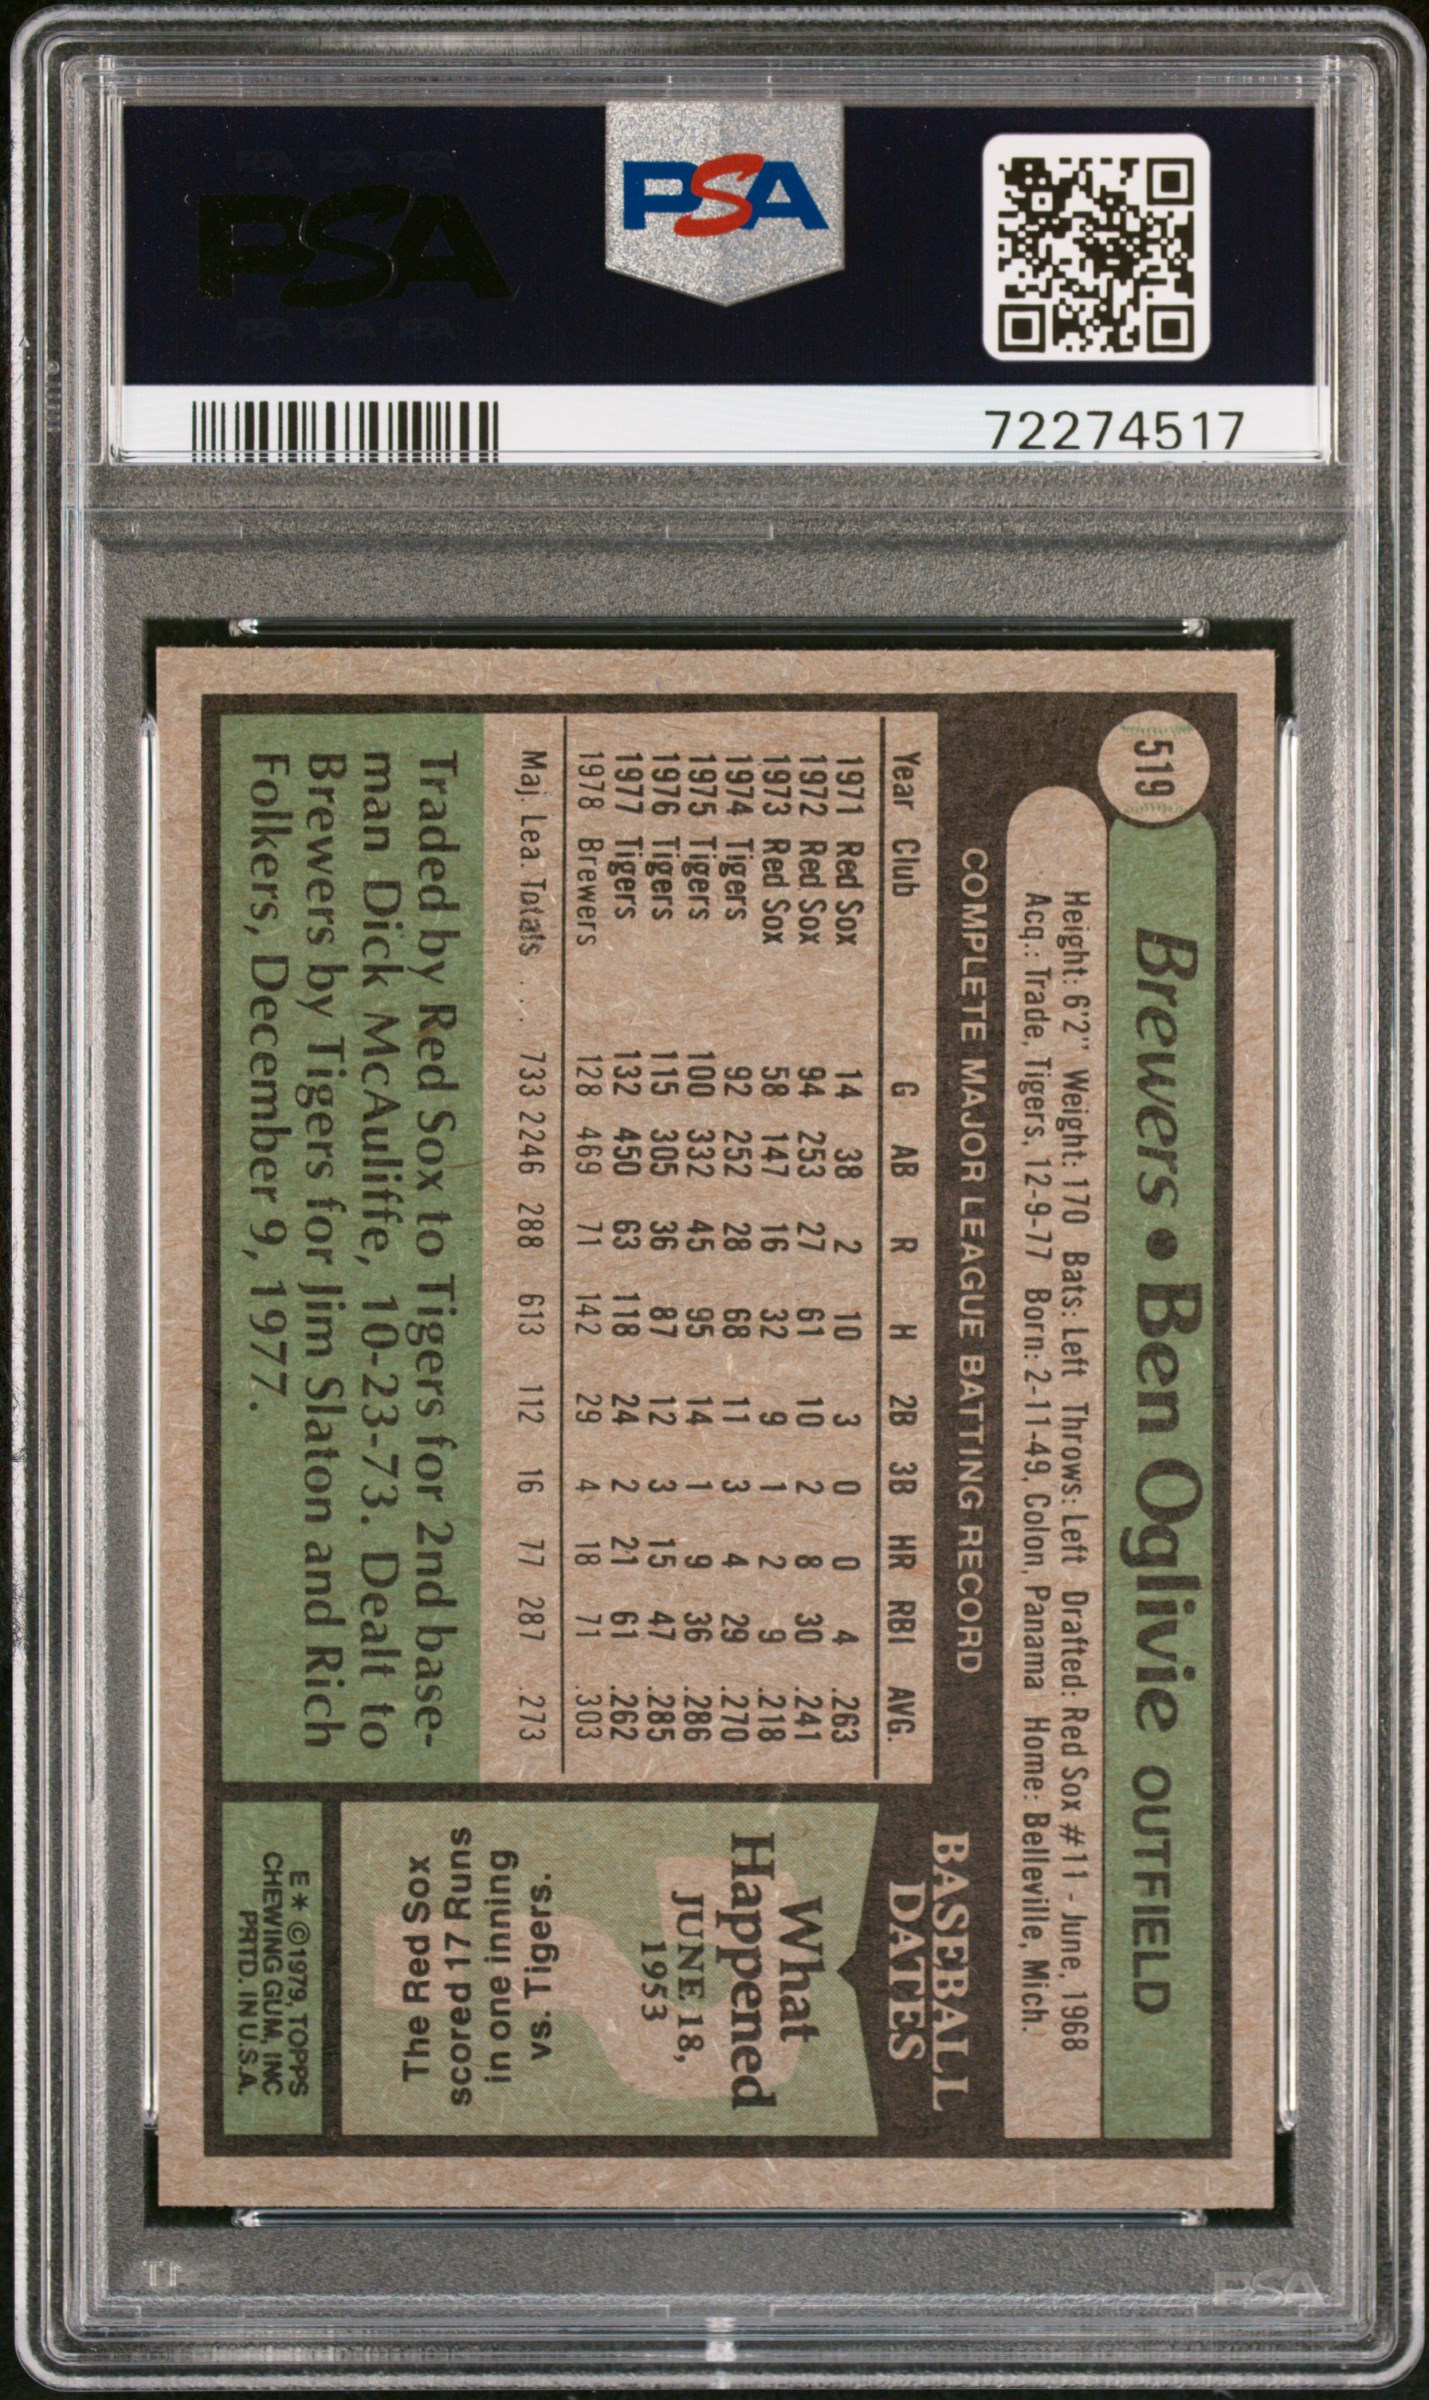 PSA PSA PSA
PSA
PSA PSA PSA
PSA
72274517
519
Brewers • Ben Oglivie OUTFIELD
Height: 6'2" Weight: 170 Bats: Left Throws: Left Drafted: Red Sox #11 - June, 1968
Acq.: Trade, Tigers, 12-9-77 Born: 2-11-49, Colon, Panama Home: Belleville, Mich.
COMPLETE MAJOR LEAGUE BATTING RECORD
Year Club G AB R H 2B 3B HR RBI AVG.
1971 Red Sox 14 38 2 10 3 0 0 4 .263
1972 Red Sox 94 253 27 61 10 2 8 30 .241
1973 Red Sox 58 147 16 32 9 1 2 9 .218
1974 Tigers 92 252 28 68 11 3 4 29 .270
1975 Tigers 100 332 45 95 14 1 9 36 .286
1976 Tigers 115 305 36 87 12 3 15 47 .285
1977 Tigers 132 450 63 118 24 2 21 61 .262
1978 Brewers 128 469 71 142 29 4 18 71 .303
Maj. Lea. Totals . . . 733 2246 288 613 112 16 77 287 .273
Traded by Red Sox to Tigers for 2nd base-
man Dick McAuliffe, 10-23-73. Dealt to
Brewers by Tigers for Jim Slaton and Rich
Folkers, December 9, 1977.
BASEBALL
DATES
What
Happened
JUNE 18,
1953
The Red Sox
scored 17 Runs
in one inning
vs. Tigers.
E * © 1979, TOPPS
CHEWING GUM, INC
PRTD. IN U.S.A.
PSA